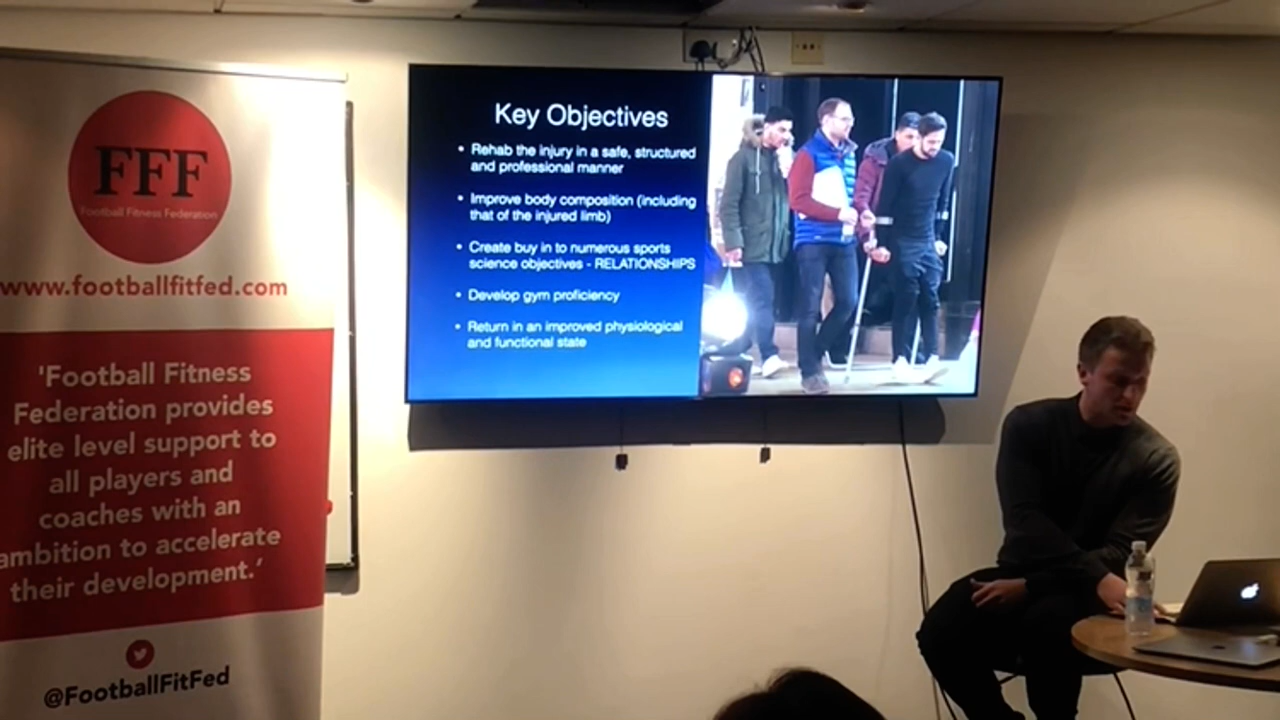 FFF
Football Fitness Federation
www.footballfitfed.com
'Football Fitness
Federation provides
elite level support to
all players and
coaches with an
ambition to accelerate
their development.'
@FootballFitFed
Key Objectives
• Rehab the injury in a safe, structured
and professional manner
• Improve body composition (including
that of the injured limb)
• Create buy in to numerous sports
science objectives - RELATIONSHIPS
• Develop gym proficiency
• Return in an improved physiological
and functional state